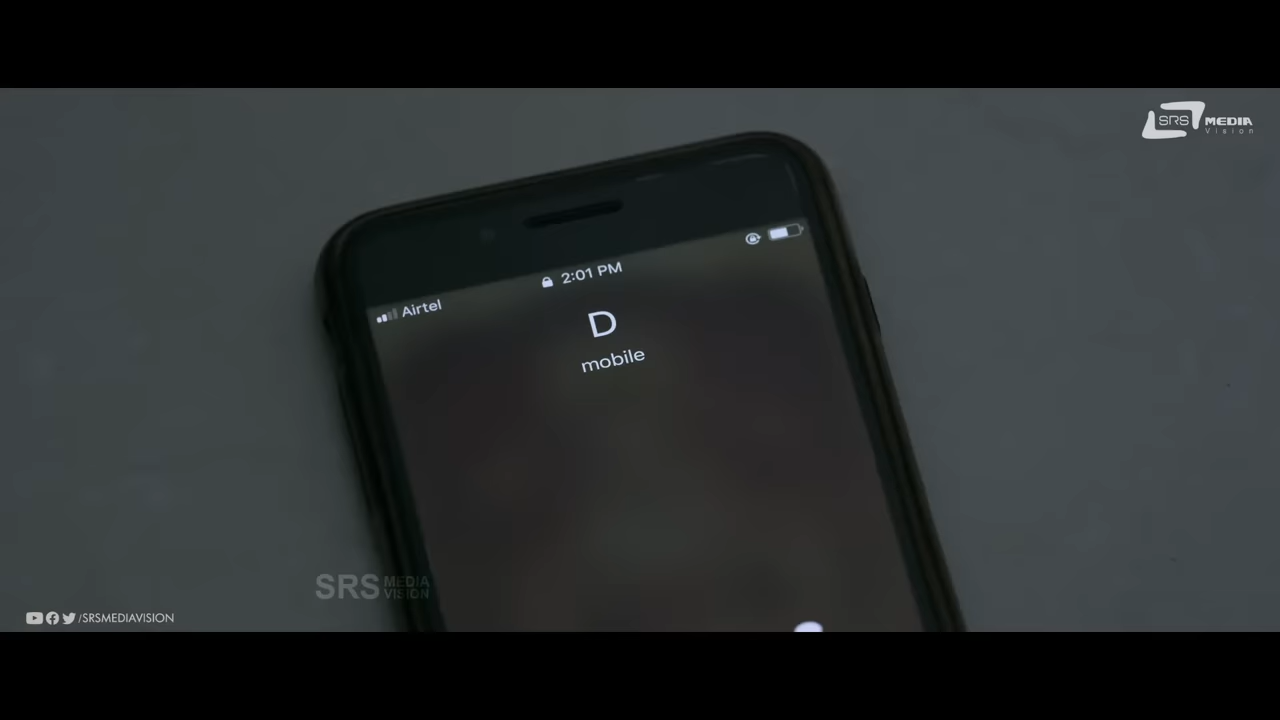 SRS MEDIA
Vision
2:01 PM
Airtel
D
mobile
SRS MEDIA
VISION
/SRSMEDIAVISION